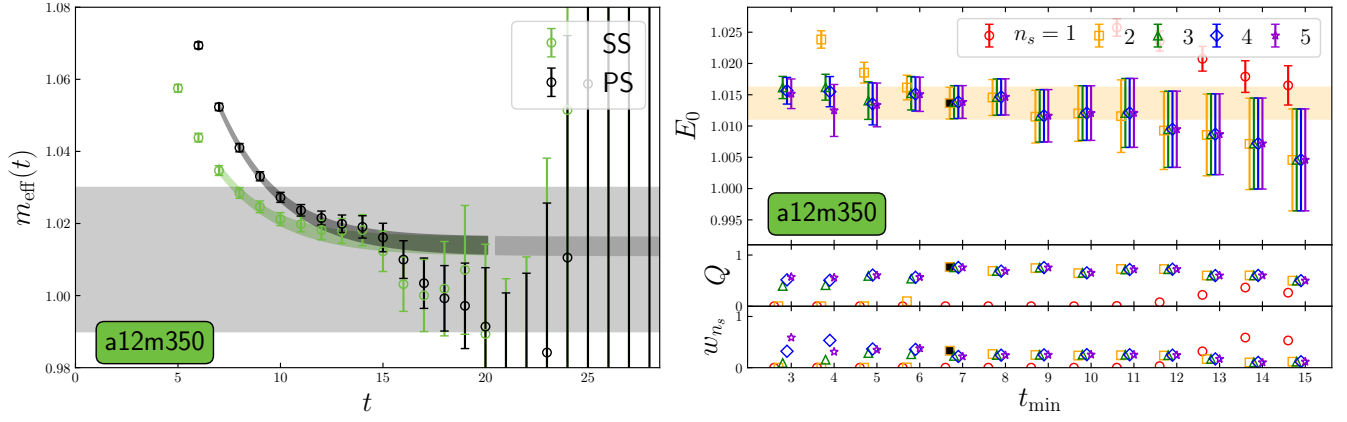 1.08
1.06
1.04
1.02
1.00
0.98
m_eff(t)
SS
PS
a12m350
0 5 10 15 20 25
t
1.025
1.020
1.015
1.010
1.005
1.000
0.995
E_0
n_s = 1 2 3 4 5
a12m350
1
0
Q
1
0
w_{n_s}
3 4 5 6 7 8 9 10 11 12 13 14 15
t_min